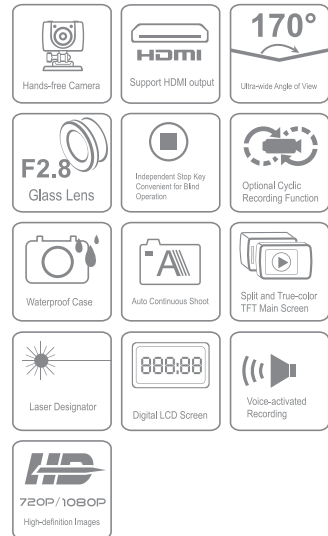 Hands-free Camera
HDMI
Support HDMI output
170°
Ultra-wide Angle of View
F2.8
Glass Lens
Independent Stop Key
Convenient for Blind
Operation
Optional Cyclic
Recording Function
Waterproof Case
A
Auto Continuous Shoot
Split and True-color
TFT Main Screen
Laser Designator
888:88
Digital LCD Screen
Voice-activated
Recording
HD
720P/1080P
High-definition Images